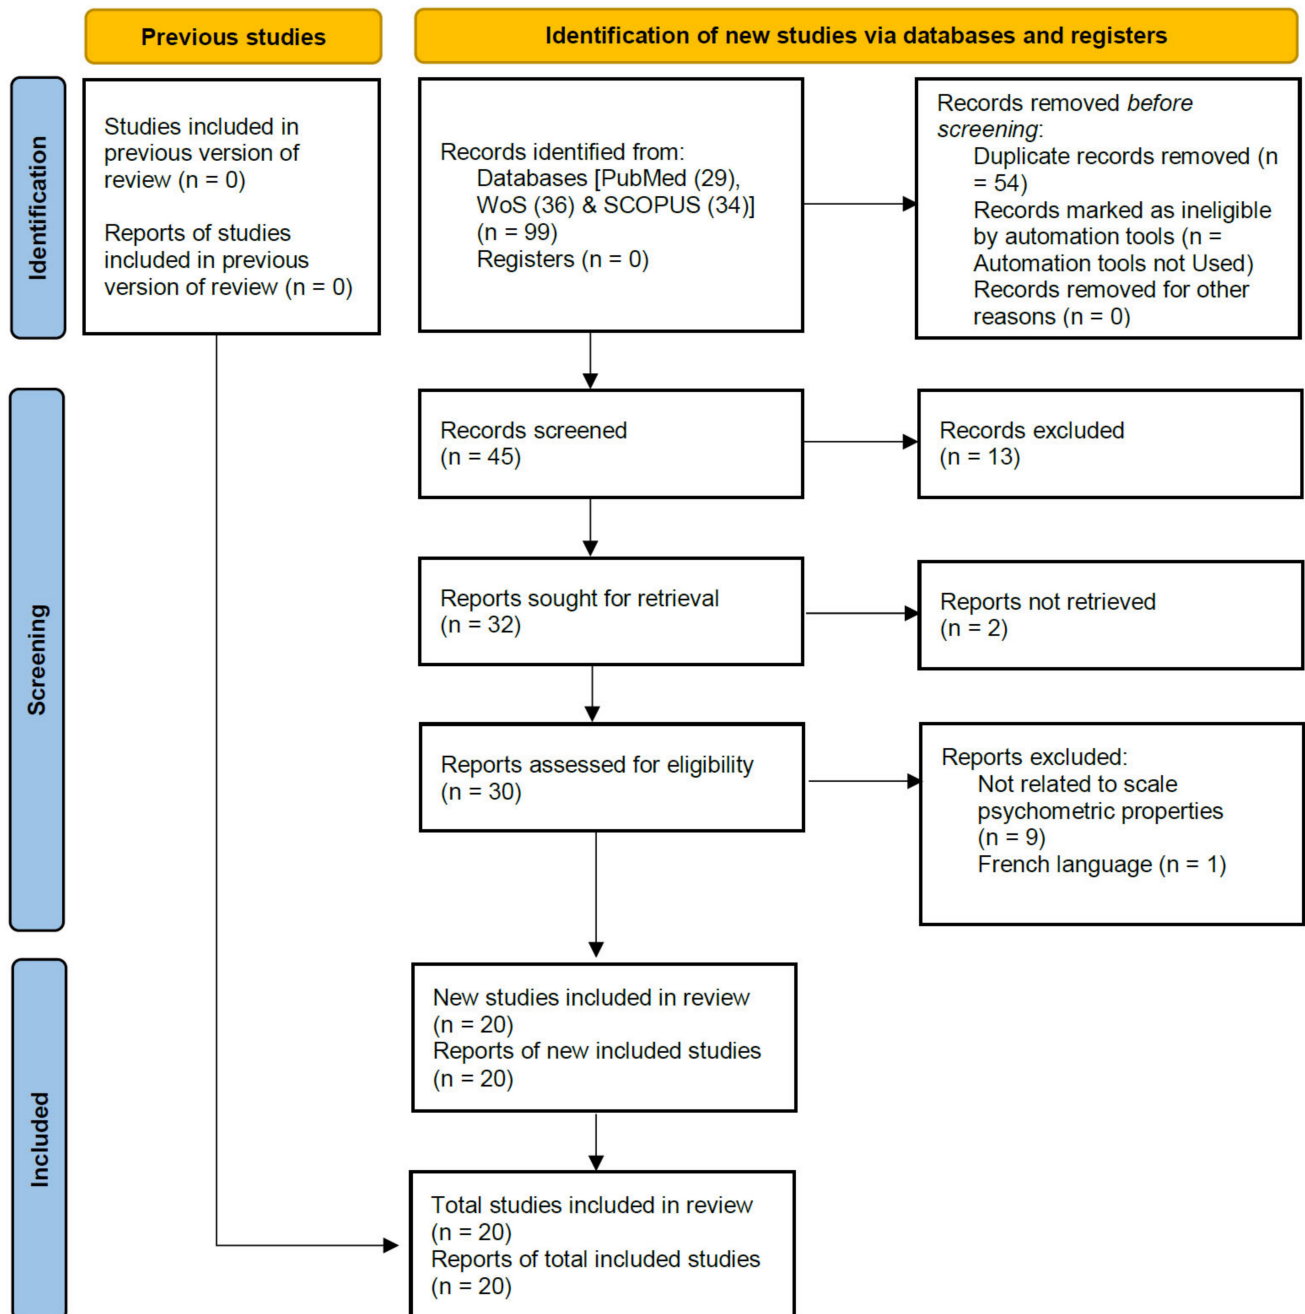 Previous studies
Identification of new studies via databases and registers
Identification
Studies included in
previous version of
review (n = 0)
Reports of studies
included in previous
version of review (n = 0)
Records identified from:
Databases [PubMed (29),
WoS (36) & SCOPUS (34)]
(n = 99)
Registers (n = 0)
Records removed before
screening:
Duplicate records removed (n
= 54)
Records marked as ineligible
by automation tools (n =
Automation tools not Used)
Records removed for other
reasons (n = 0)
Screening
Records screened
(n = 45)
Records excluded
(n = 13)
Reports sought for retrieval
(n = 32)
Reports not retrieved
(n = 2)
Reports assessed for eligibility
(n = 30)
Reports excluded:
Not related to scale
psychometric properties
(n = 9)
French language (n = 1)
Included
New studies included in review
(n = 20)
Reports of new included studies
(n = 20)
Total studies included in review
(n = 20)
Reports of total included studies
(n = 20)